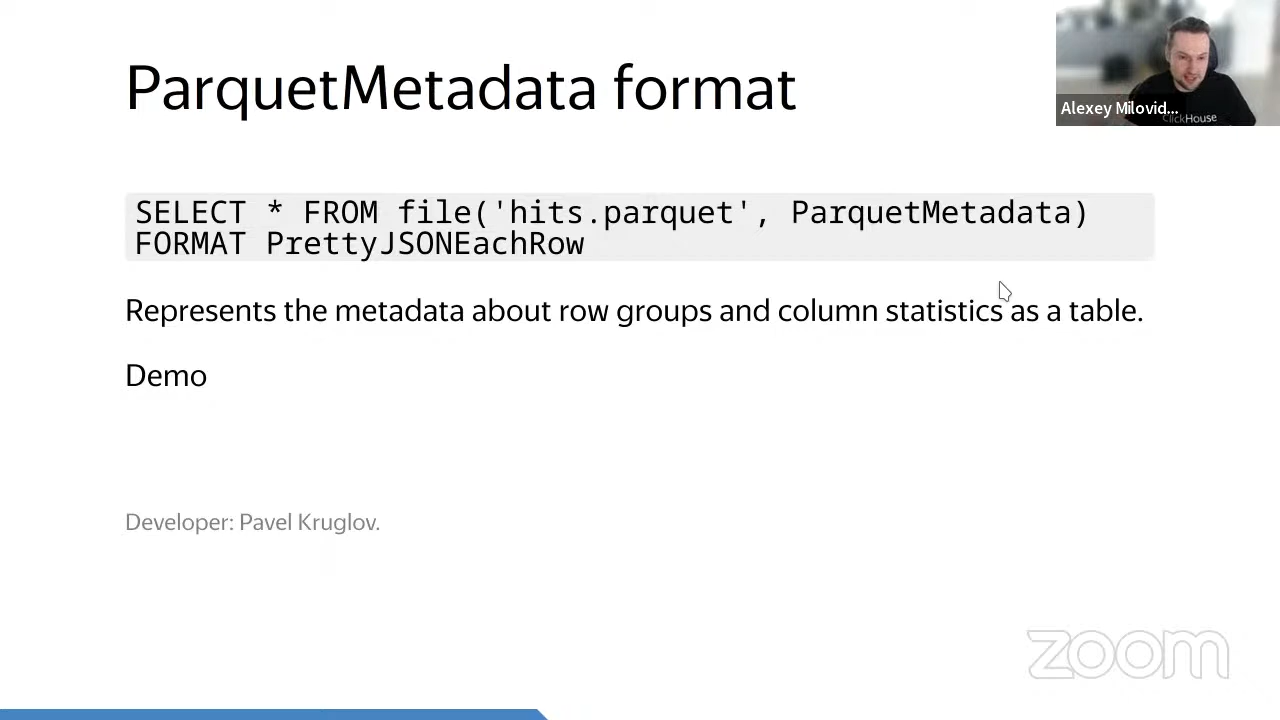 ParquetMetadata format
Alexey Milovid...
ClickHouse
SELECT * FROM file('hits.parquet', ParquetMetadata)
FORMAT PrettyJSONEachRow
Represents the metadata about row groups and column statistics as a table.
Demo
Developer: Pavel Kruglov.
zoom